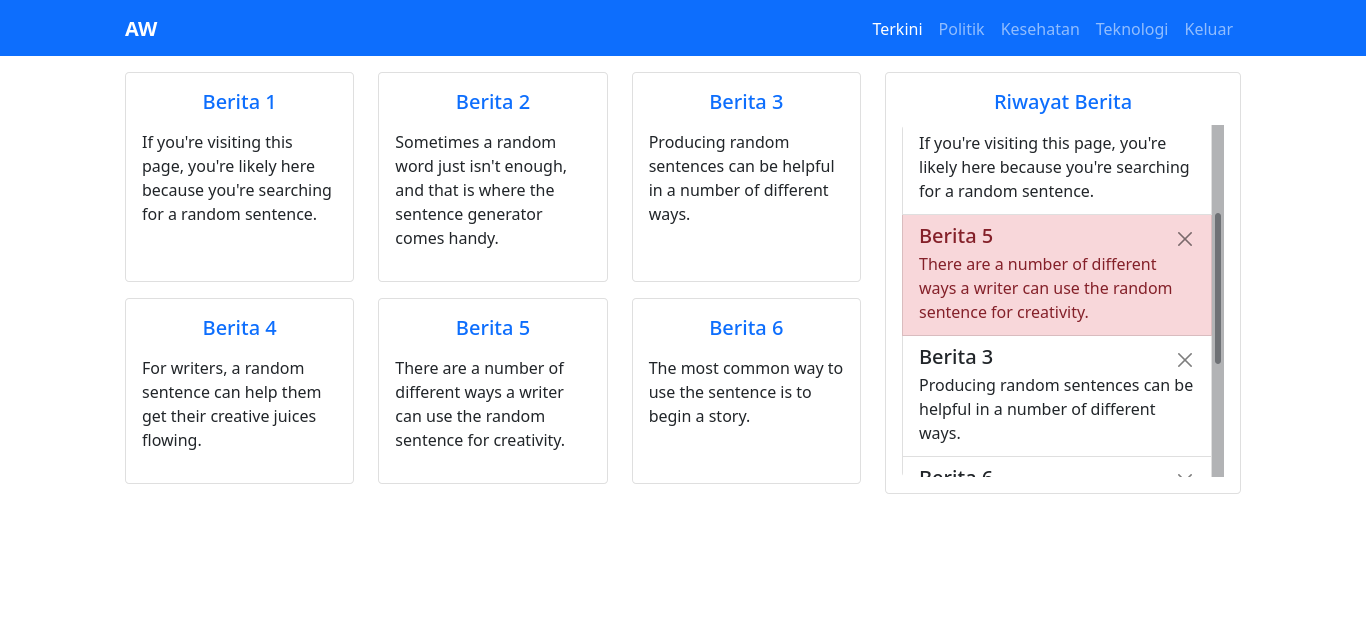 AW
Terkini
Politik
Kesehatan
Teknologi
Keluar
Berita 1
If you're visiting this
page, you're likely here
because you're searching
for a random sentence.
Berita 2
Sometimes a random
word just isn't enough,
and that is where the
sentence generator
comes handy.
Berita 3
Producing random
sentences can be helpful
in a number of different
ways.
Berita 4
For writers, a random
sentence can help them
get their creative juices
flowing.
Berita 5
There are a number of
different ways a writer
can use the random
sentence for creativity.
Berita 6
The most common way to
use the sentence is to
begin a story.
Riwayat Berita
If you're visiting this page, you're
likely here because you're searching
for a random sentence.
Berita 5
There are a number of different
ways a writer can use the random
sentence for creativity.
Berita 3
Producing random sentences can be
helpful in a number of different
ways.
Berita 6